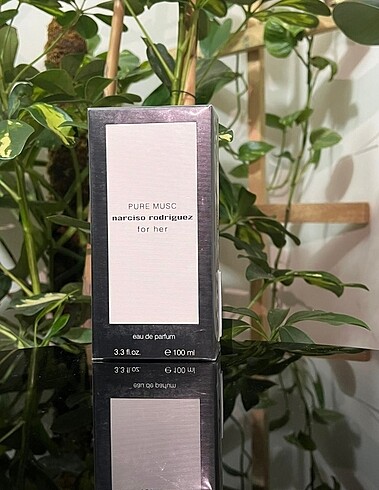 PURE MUSC
narciso rodriguez
for her
eau de parfum
3.3 fl.oz. ℮ 100 ml